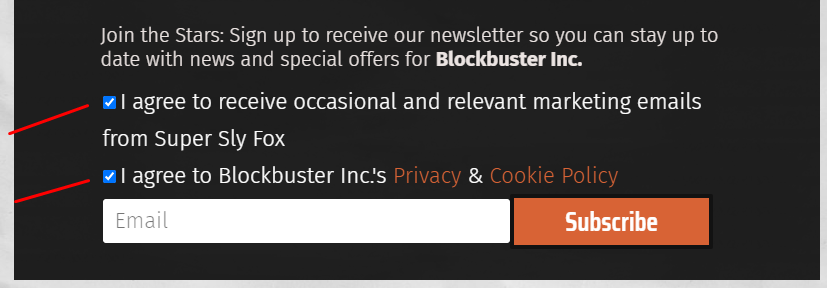 Join the Stars: Sign up to receive our newsletter so you can stay up to
date with news and special offers for Blockbuster Inc.
I agree to receive occasional and relevant marketing emails
from Super Sly Fox
I agree to Blockbuster Inc.'s Privacy & Cookie Policy
Email
Subscribe